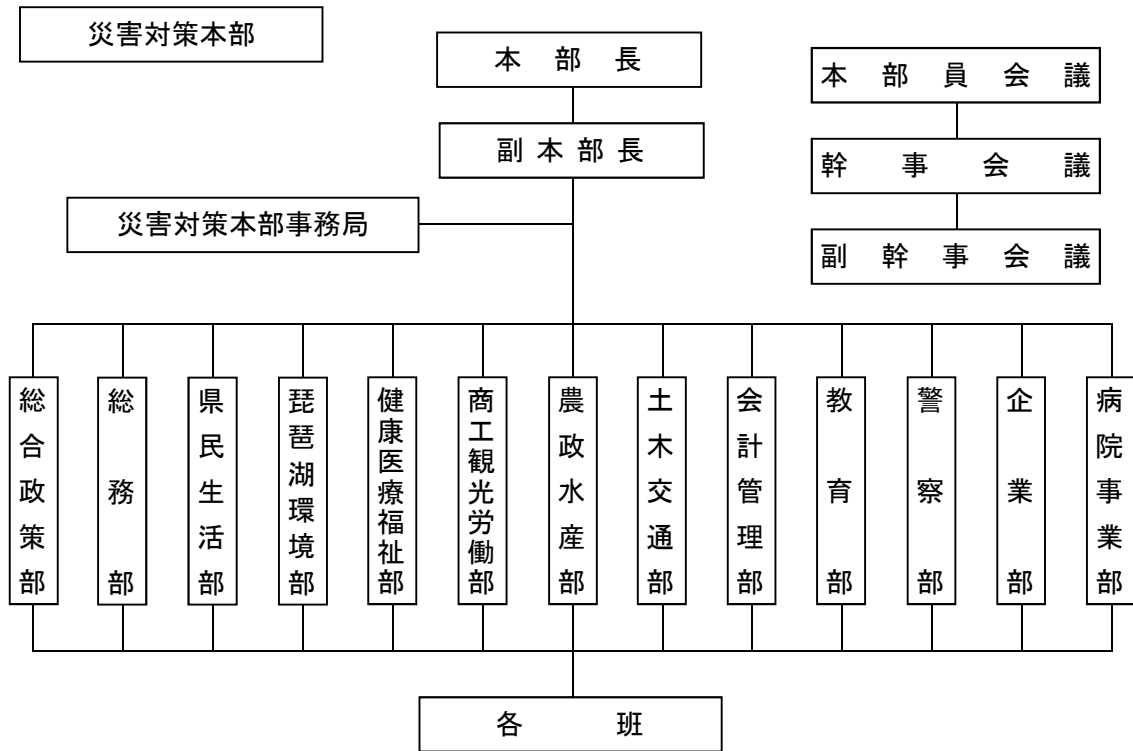 災害対策本部
本部長
本部員会議
副本部長
幹事会議
災害対策本部事務局
副幹事会議
総合政策部
総務部
県民生活部
琵琶湖環境部
健康医療福祉部
商工観光労働部
農政水産部
土木交通部
会計管理部
教育部
警察部
企業部
病院事業部
各班